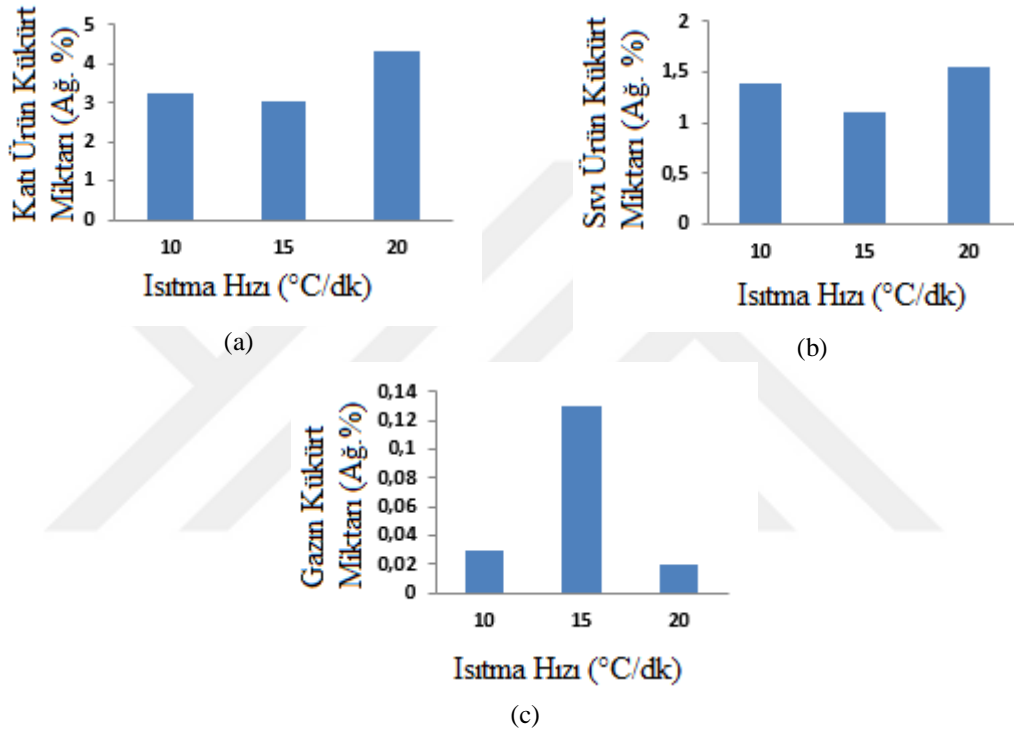 Katı Ürün Kükürt
Miktarı (Ağ. %)
5
4
3
2
1
0
10 15 20
Isıtma Hızı (°C/dk)
(a)
Sıvı Ürün Kükürt
Miktarı (Ağ. %)
2
1,5
1
0,5
0
10 15 20
Isıtma Hızı (°C/dk)
(b)
Gazın Kükürt
Miktarı (Ağ.%)
0,14
0,12
0,1
0,08
0,06
0,04
0,02
0
10 15 20
Isıtma Hızı (°C/dk)
(c)